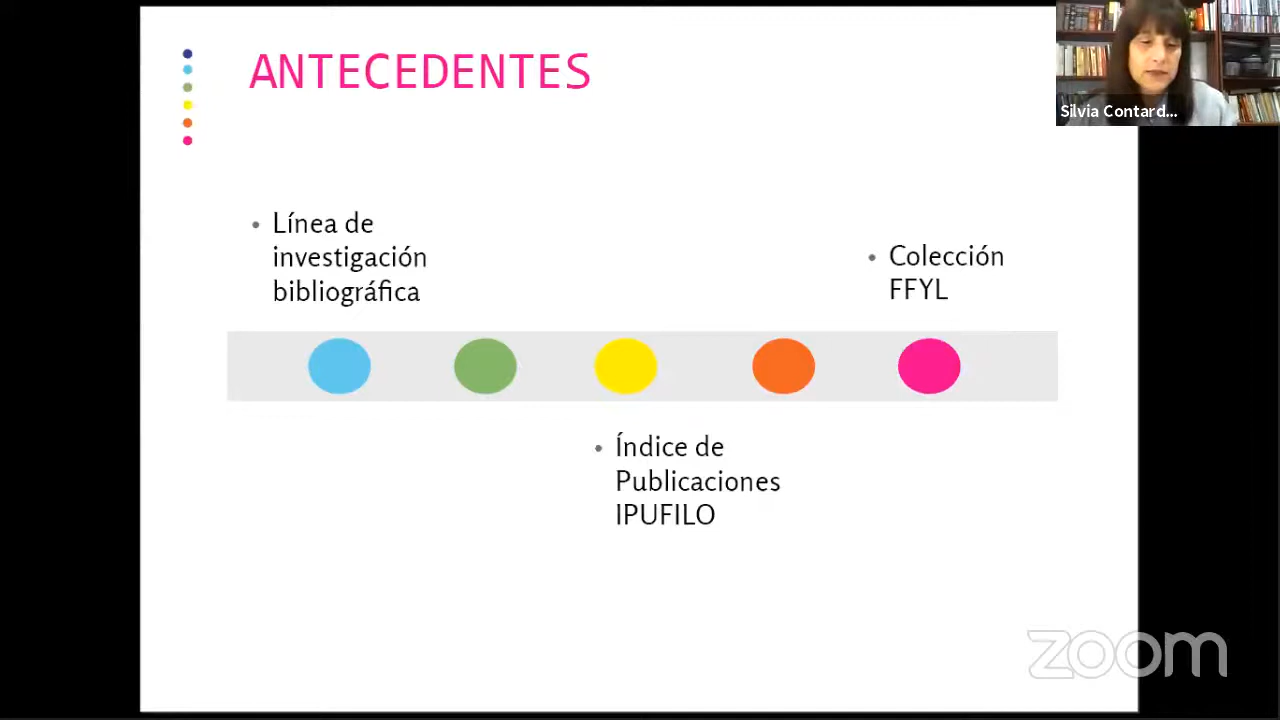 ANTECEDENTES
Silvia Contard...
Línea de
investigación
bibliográfica
Colección
FFYL
Índice de
Publicaciones
IPUFILO
zoom